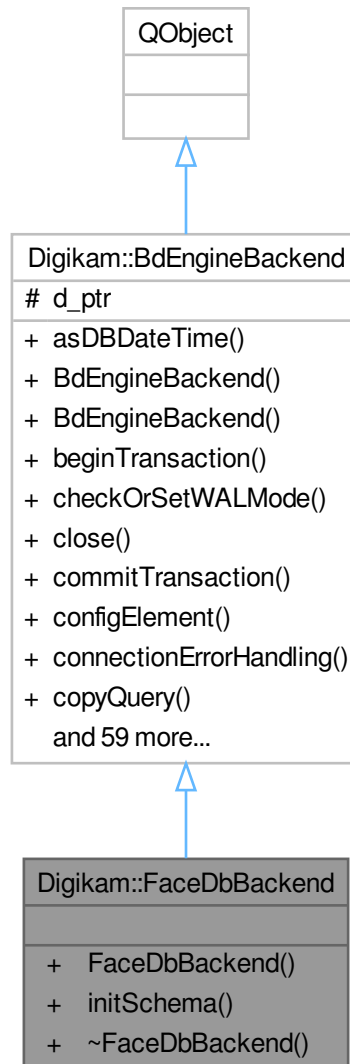 QObject
Digikam::BdEngineBackend
# d_ptr
+ asDBDateTime()
+ BdEngineBackend()
+ BdEngineBackend()
+ beginTransaction()
+ checkOrSetWALMode()
+ close()
+ commitTransaction()
+ configElement()
+ connectionErrorHandling()
+ copyQuery()
and 59 more...
Digikam::FaceDbBackend
+ FaceDbBackend()
+ initSchema()
+ ~FaceDbBackend()